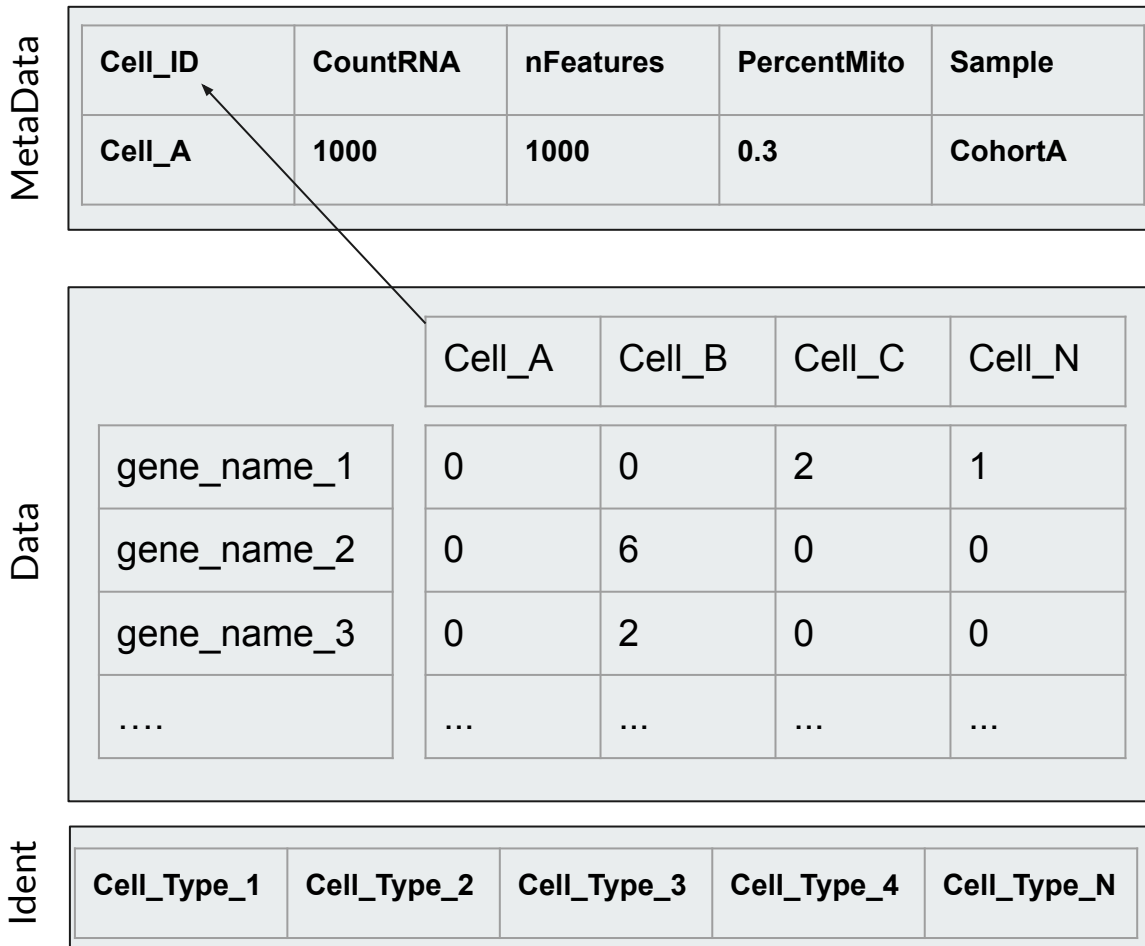 MetaData
Cell_ID CountRNA nFeatures PercentMito Sample
Cell_A 1000 1000 0.3 CohortA
Data
Cell_A Cell_B Cell_C Cell_N
gene_name_1 0 0 2 1
gene_name_2 0 6 0 0
gene_name_3 0 2 0 0
.... ... ... ... ...
Ident
Cell_Type_1 Cell_Type_2 Cell_Type_3 Cell_Type_4 Cell_Type_N